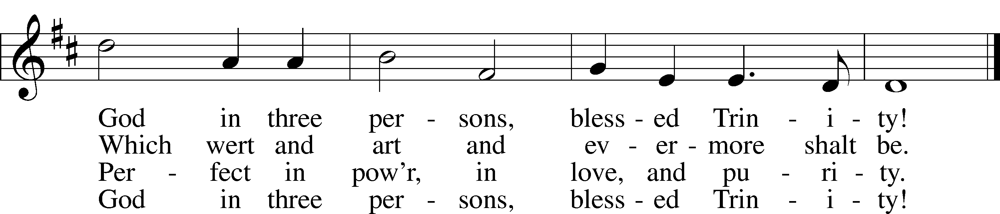 God in three per - sons, bless - ed Trin - i - ty!
Which wert and art and ev - er - more shalt be.
Per - fect in pow'r, in love, and pu - ri - ty.
God in three per - sons, bless - ed Trin - i - ty!